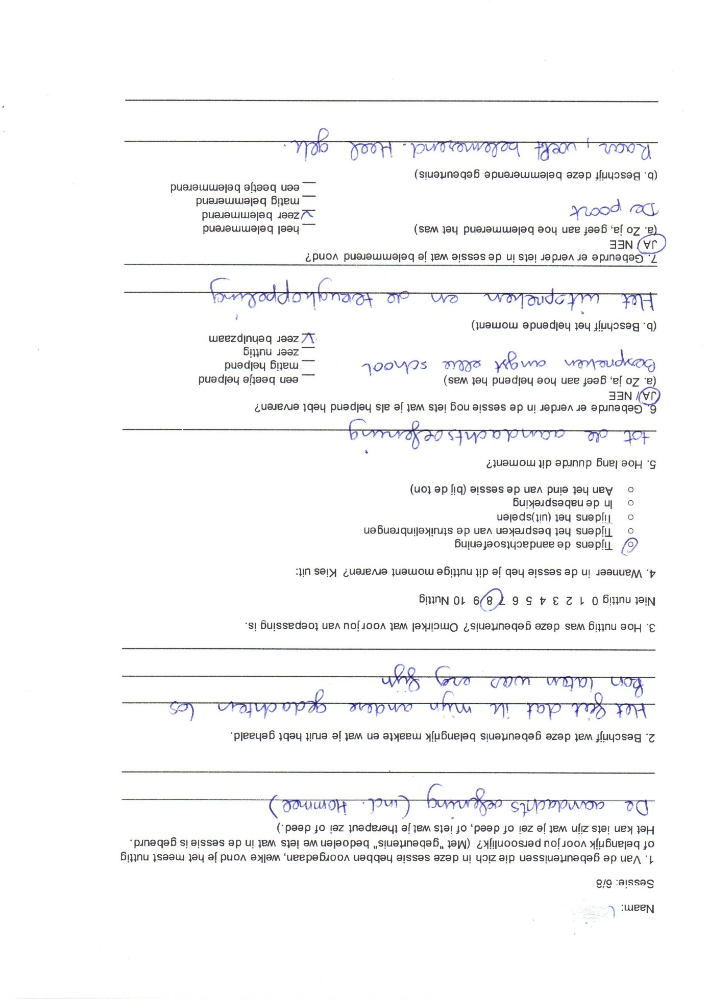 Naam:
Sessie: 6/8
1. Van de gebeurtenissen die zich in deze sessie hebben voorgedaan, welke vond je het meest nuttig
of belangrijk voor jou persoonlijk? (Met "gebeurtenis" bedoelen we iets wat in de sessie is gebeurd.
Het kan iets zijn wat je zei of deed, of iets wat je therapeut zei of deed.)
De aandachtsoefening (incl. Hommel)
2. Beschrijf wat deze gebeurtenis belangrijk maakte en wat je eruit hebt gehaald.
Het feit dat ik mijn andere gedachten los
kon laten was erg fijn
3. Hoe nuttig was deze gebeurtenis? Omcirkel wat voor jou van toepassing is.
Niet nuttig 0 1 2 3 4 5 6 7 8 9 10 Nuttig
4. Wanneer in de sessie heb je dit nuttige moment ervaren? Kies uit:
○ Tijdens de aandachtsoefening
○ Tijdens het bespreken van de struikelinbrengen
○ Tijdens het (uit)spelen
○ In de nabespreking
○ Aan het eind van de sessie (bij de ton)
5. Hoe lang duurde dit moment?
tot de aandachtsoefening
6. Gebeurde er verder in de sessie nog iets wat je als helpend hebt ervaren?
JA / NEE
(a. Zo ja, geef aan hoe helpend het was) __ een beetje helpend
Bespreken angst school __ matig helpend
__ zeer nuttig
V zeer behulpzaam
(b. Beschrijf het helpende moment)
Het uitspreken en de terugkoppeling
7. Gebeurde er verder iets in de sessie wat je belemmerend vond?
JA / NEE
(a. Zo ja, geef aan hoe belemmerend het was) __ heel belemmerend
De poort V zeer belemmerend
__ matig belemmerend
__ een beetje belemmerend
(b. Beschrijf deze belemmerende gebeurtenis)
Raar, voelt belemerend. Heel gek.